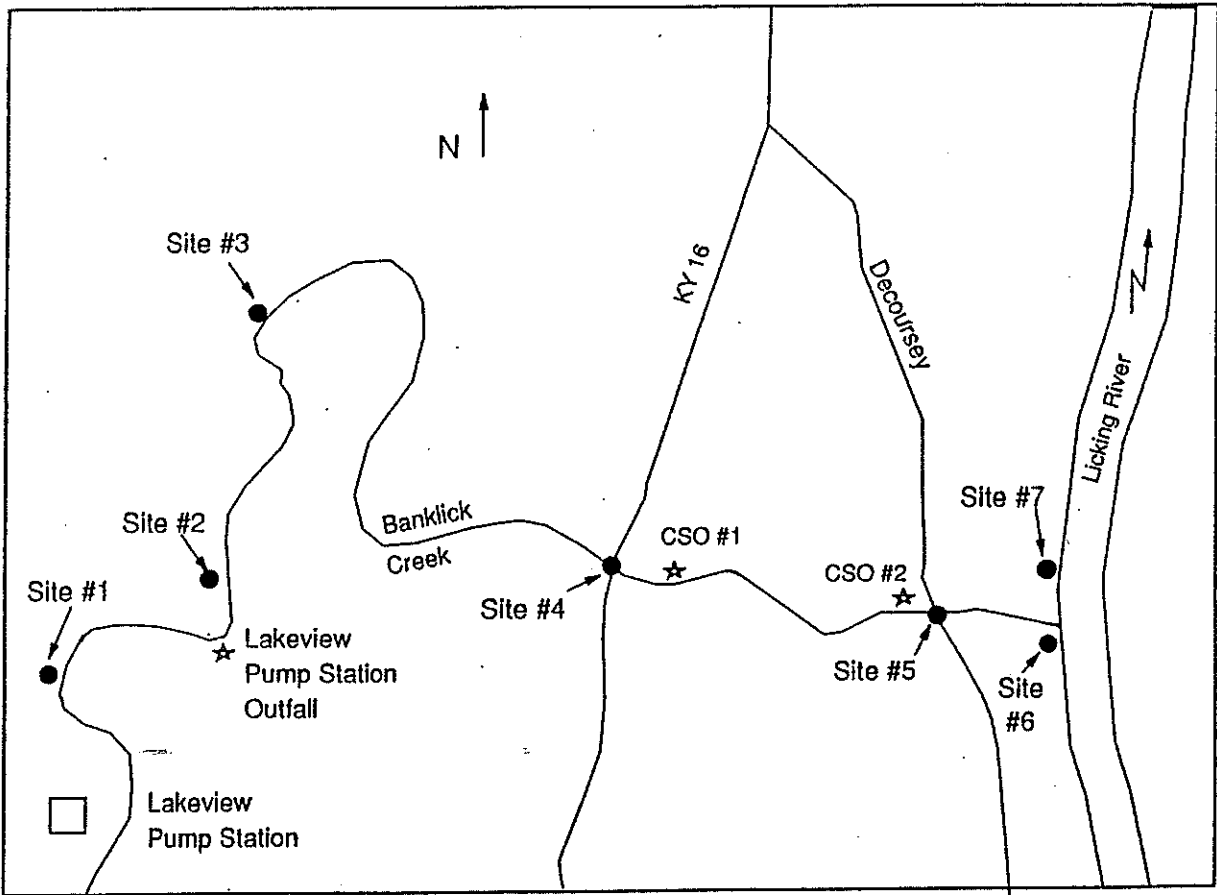 N
Site #3
KY 16
Decoursey
Licking River
Site #7
Site #2
Banklick
Creek
CSO #1
CSO #2
Site #1
Site #4
Lakeview
Pump Station
Outfall
Site #5
Site
#6
Lakeview
Pump Station